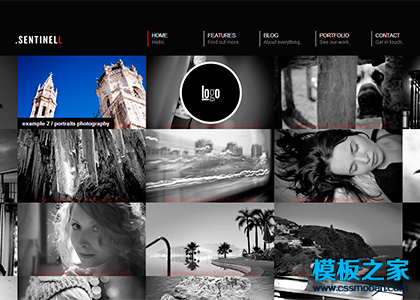 .SENTINELL
HOME
Hello.
FEATURES
Find out more.
BLOG
About everything.
PORTFOLIO
See our work.
CONTACT
Get in touch.
Logo
example 2 / portraits photography
模板之家
www.cssmoban.com